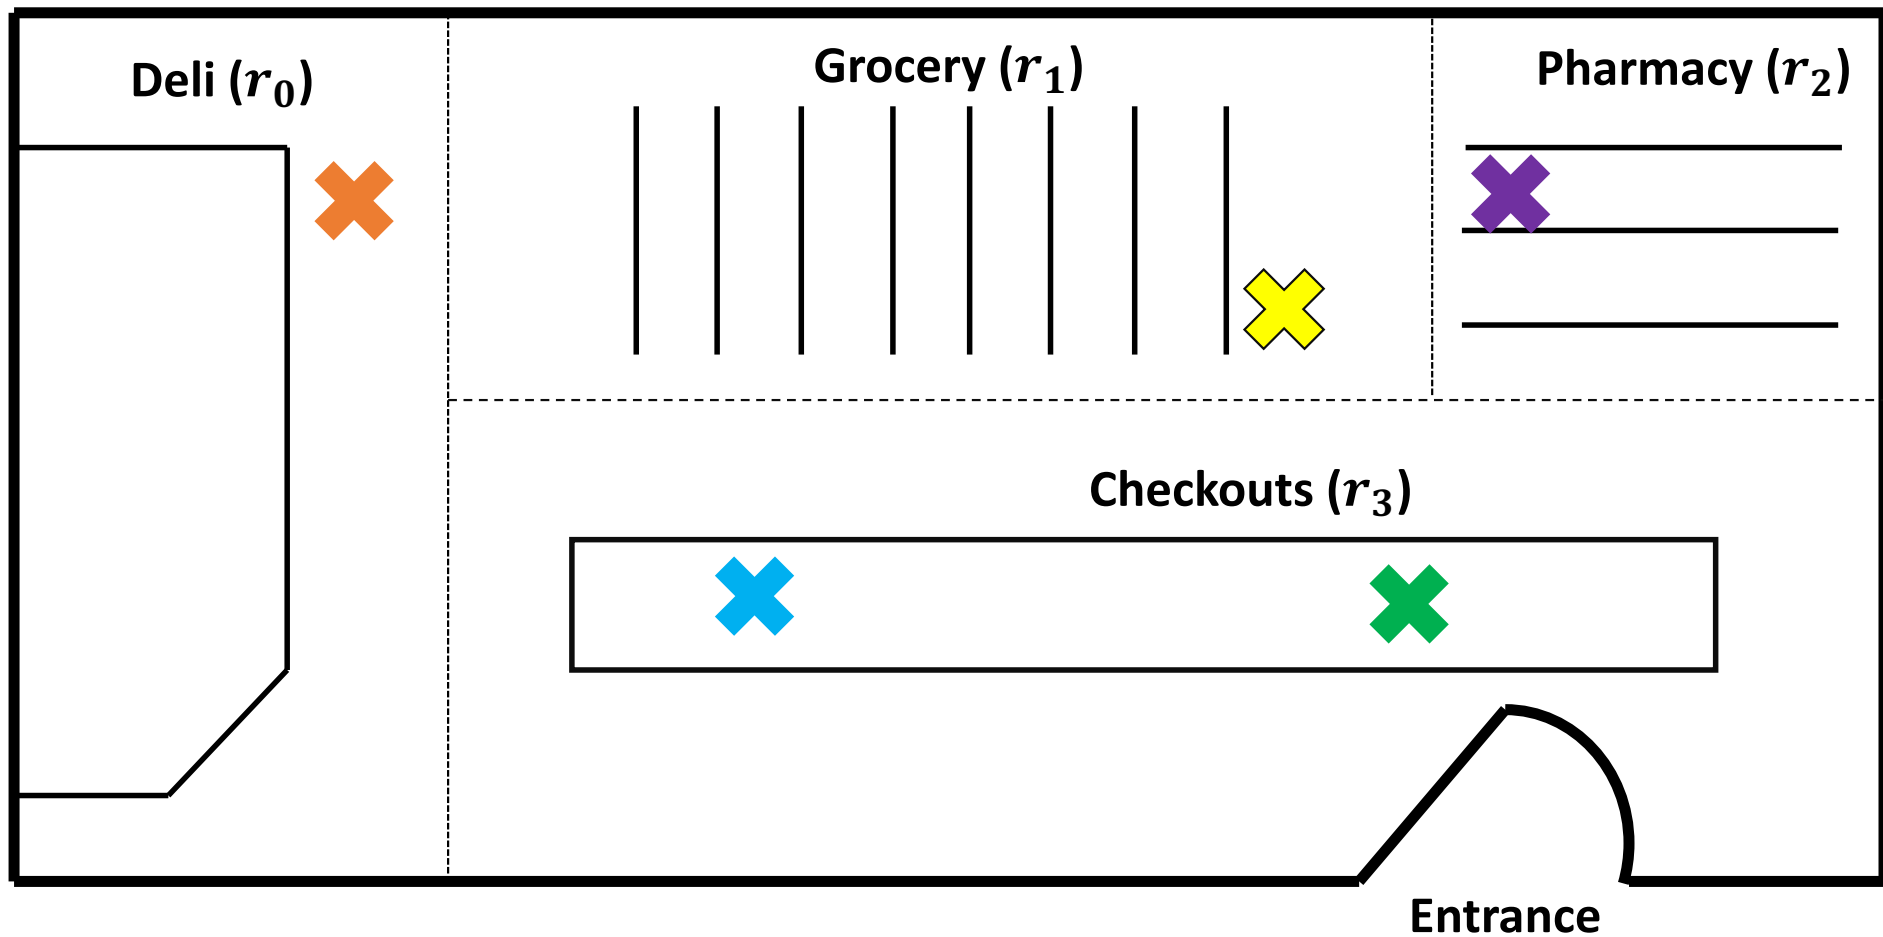 Deli (r₀)
Grocery (r₁)
Pharmacy (r₂)
Checkouts (r₃)
Entrance